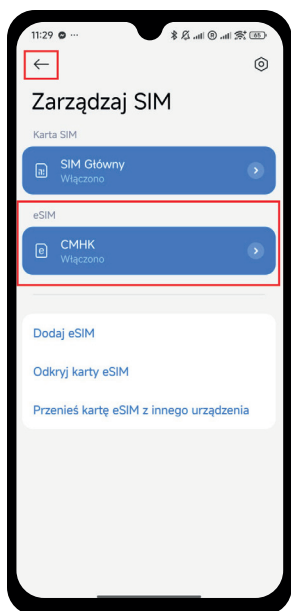 11:29
65
Zarządzaj SIM
Karta SIM
SIM Główny
Włączono
eSIM
CMHK
Włączono
Dodaj eSIM
Odkryj karty eSIM
Przenieś kartę eSIM z innego urządzenia